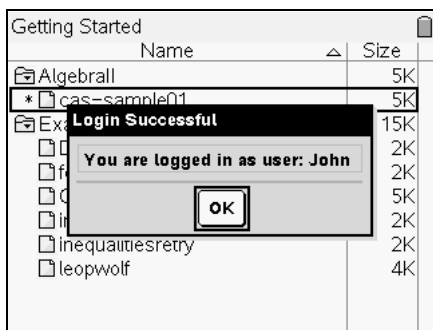 Getting Started
Name Size
AlgebraII 5K
* cas-sample01 5K
Login Successful
15K
You are logged in as user: John
2K
2K
OK
5K
2K
inequalitiesretry 2K
leopwolf 4K